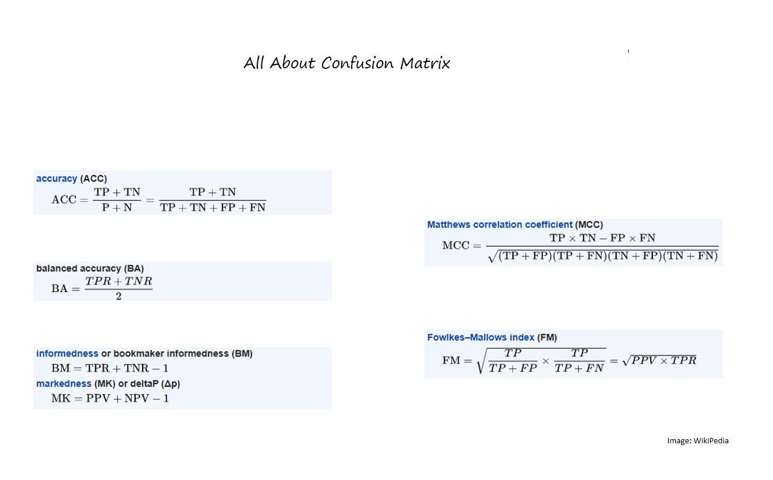 All About Confusion Matrix
accuracy (ACC)
ACC = (TP + TN) / (P + N) = (TP + TN) / (TP + TN + FP + FN)
balanced accuracy (BA)
BA = (TPR + TNR) / 2
informedness or bookmaker informedness (BM)
BM = TPR + TNR − 1
markedness (MK) or deltaP (Δp)
MK = PPV + NPV − 1
Matthews correlation coefficient (MCC)
MCC = (TP × TN − FP × FN) / √((TP + FP)(TP + FN)(TN + FP)(TN + FN))
Fowlkes–Mallows index (FM)
FM = √(TP / (TP + FP) × TP / (TP + FN)) = √(PPV × TPR)
Image: WikiPedia